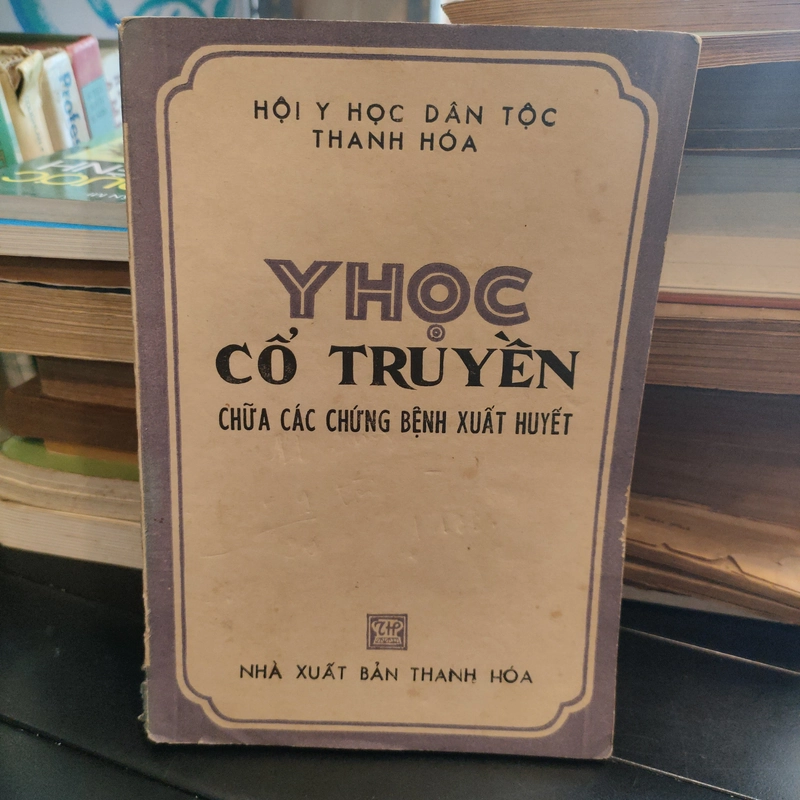 HỘI Y HỌC DÂN TỘC
THANH HÓA
Y HỌC
CỔ TRUYỀN
CHỮA CÁC CHỨNG BỆNH XUẤT HUYẾT
NHÀ XUẤT BẢN THANH HÓA
Profes